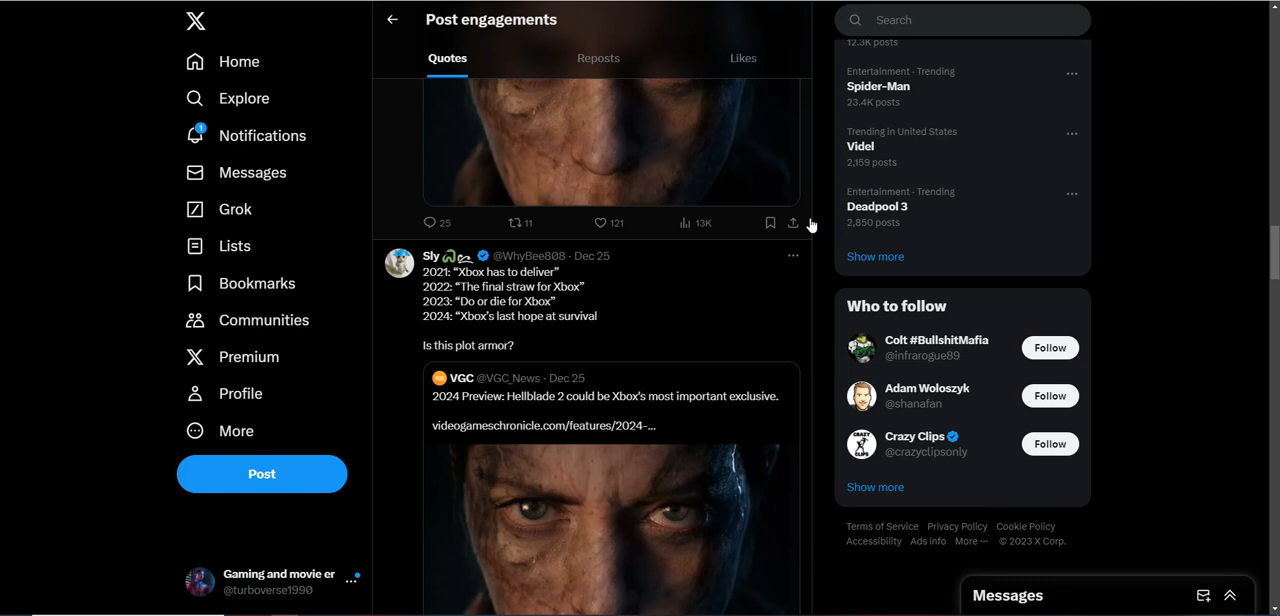 Home
Explore
1
Notifications
Messages
Grok
Lists
Bookmarks
Communities
Premium
Profile
More
Post
Gaming and movie er
@turboverse1990
Post engagements
Quotes Reposts Likes
25 11 121 13K
Sly @WhyBee808 · Dec 25
2021: “Xbox has to deliver”
2022: “The final straw for Xbox”
2023: “Do or die for Xbox”
2024: “Xbox’s last hope at survival
Is this plot armor?
VGC @VGC_News · Dec 25
2024 Preview: Hellblade 2 could be Xbox's most important exclusive.
videogameschronicle.com/features/2024-...
Search
12.3K posts
Entertainment · Trending
Spider-Man
23.4K posts
Trending in United States
Videl
2,159 posts
Entertainment · Trending
Deadpool 3
2,850 posts
Show more
Who to follow
Colt #BullshitMafia
@infrarogue89
Follow
Adam Woloszyk
@shanafan
Follow
Crazy Clips
@crazyclipsonly
Follow
Show more
Terms of Service Privacy Policy Cookie Policy
Accessibility Ads info More ··· © 2023 X Corp.
Messages